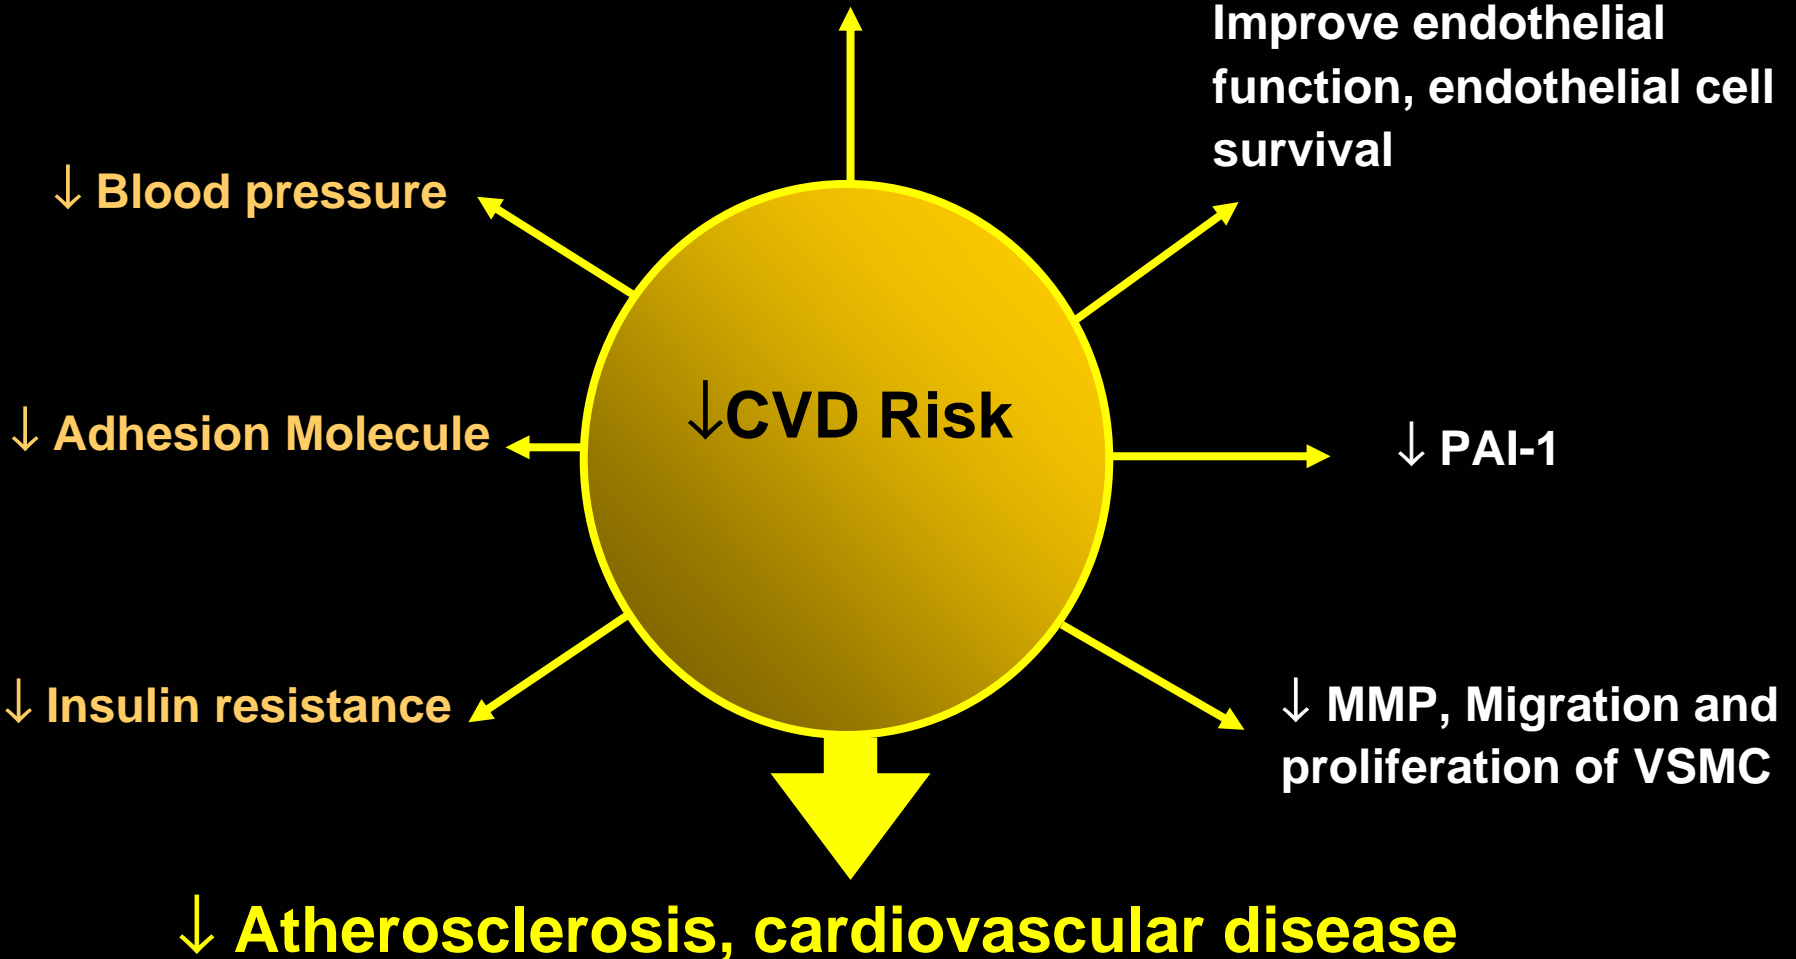 Improve endothelial
function, endothelial cell
survival
↓ Blood pressure
↓CVD Risk
↓ Adhesion Molecule
↓ PAI-1
↓ Insulin resistance
↓ MMP, Migration and
proliferation of VSMC
↓ Atherosclerosis, cardiovascular disease